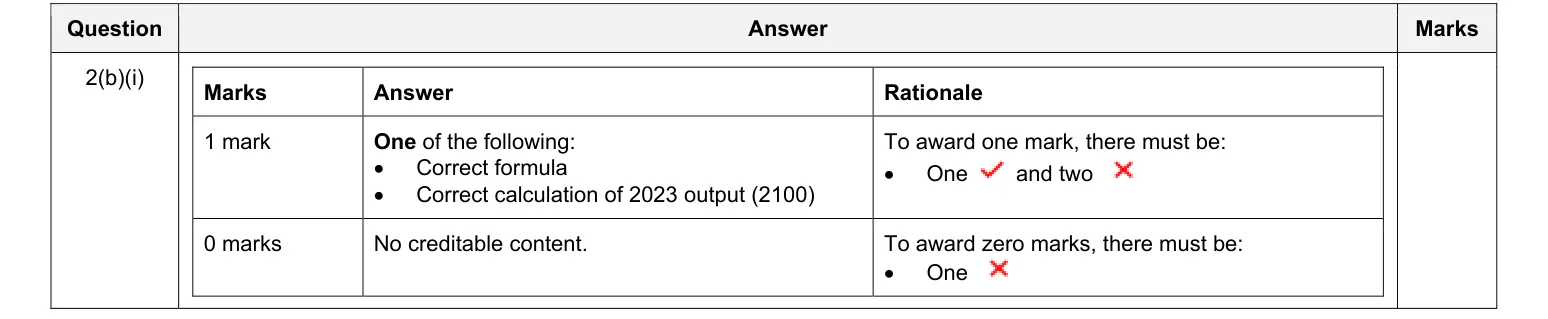 Question Answer Marks
2(b)(i)
Marks Answer Rationale
1 mark One of the following: To award one mark, there must be:
• Correct formula • One ✓ and two ✗
• Correct calculation of 2023 output (2100)
0 marks No creditable content. To award zero marks, there must be:
• One ✗